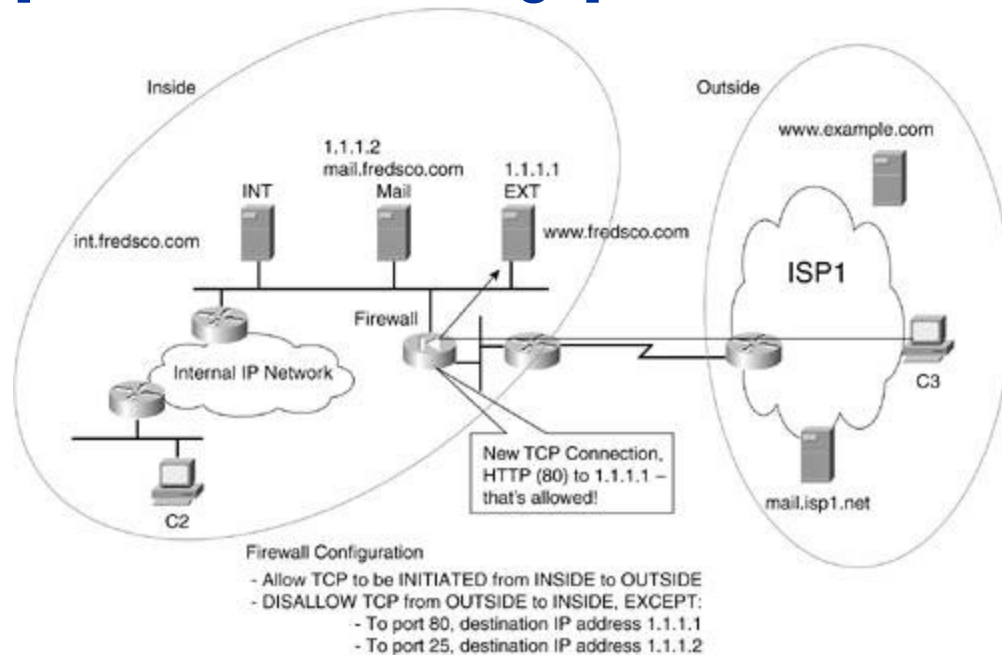 Inside
Outside
www.example.com
1.1.1.2
mail.fredsco.com
1.1.1.1
INT
Mail
EXT
int.fredsco.com
www.fredsco.com
ISP1
Firewall
Internal IP Network
C3
New TCP Connection,
HTTP (80) to 1.1.1.1 –
that's allowed!
mail.isp1.net
C2
Firewall Configuration
- Allow TCP to be INITIATED from INSIDE to OUTSIDE
- DISALLOW TCP from OUTSIDE to INSIDE, EXCEPT:
- To port 80, destination IP address 1.1.1.1
- To port 25, destination IP address 1.1.1.2